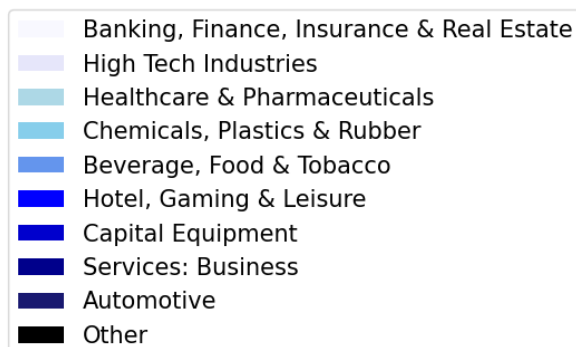 Banking, Finance, Insurance & Real Estate
High Tech Industries
Healthcare & Pharmaceuticals
Chemicals, Plastics & Rubber
Beverage, Food & Tobacco
Hotel, Gaming & Leisure
Capital Equipment
Services: Business
Automotive
Other